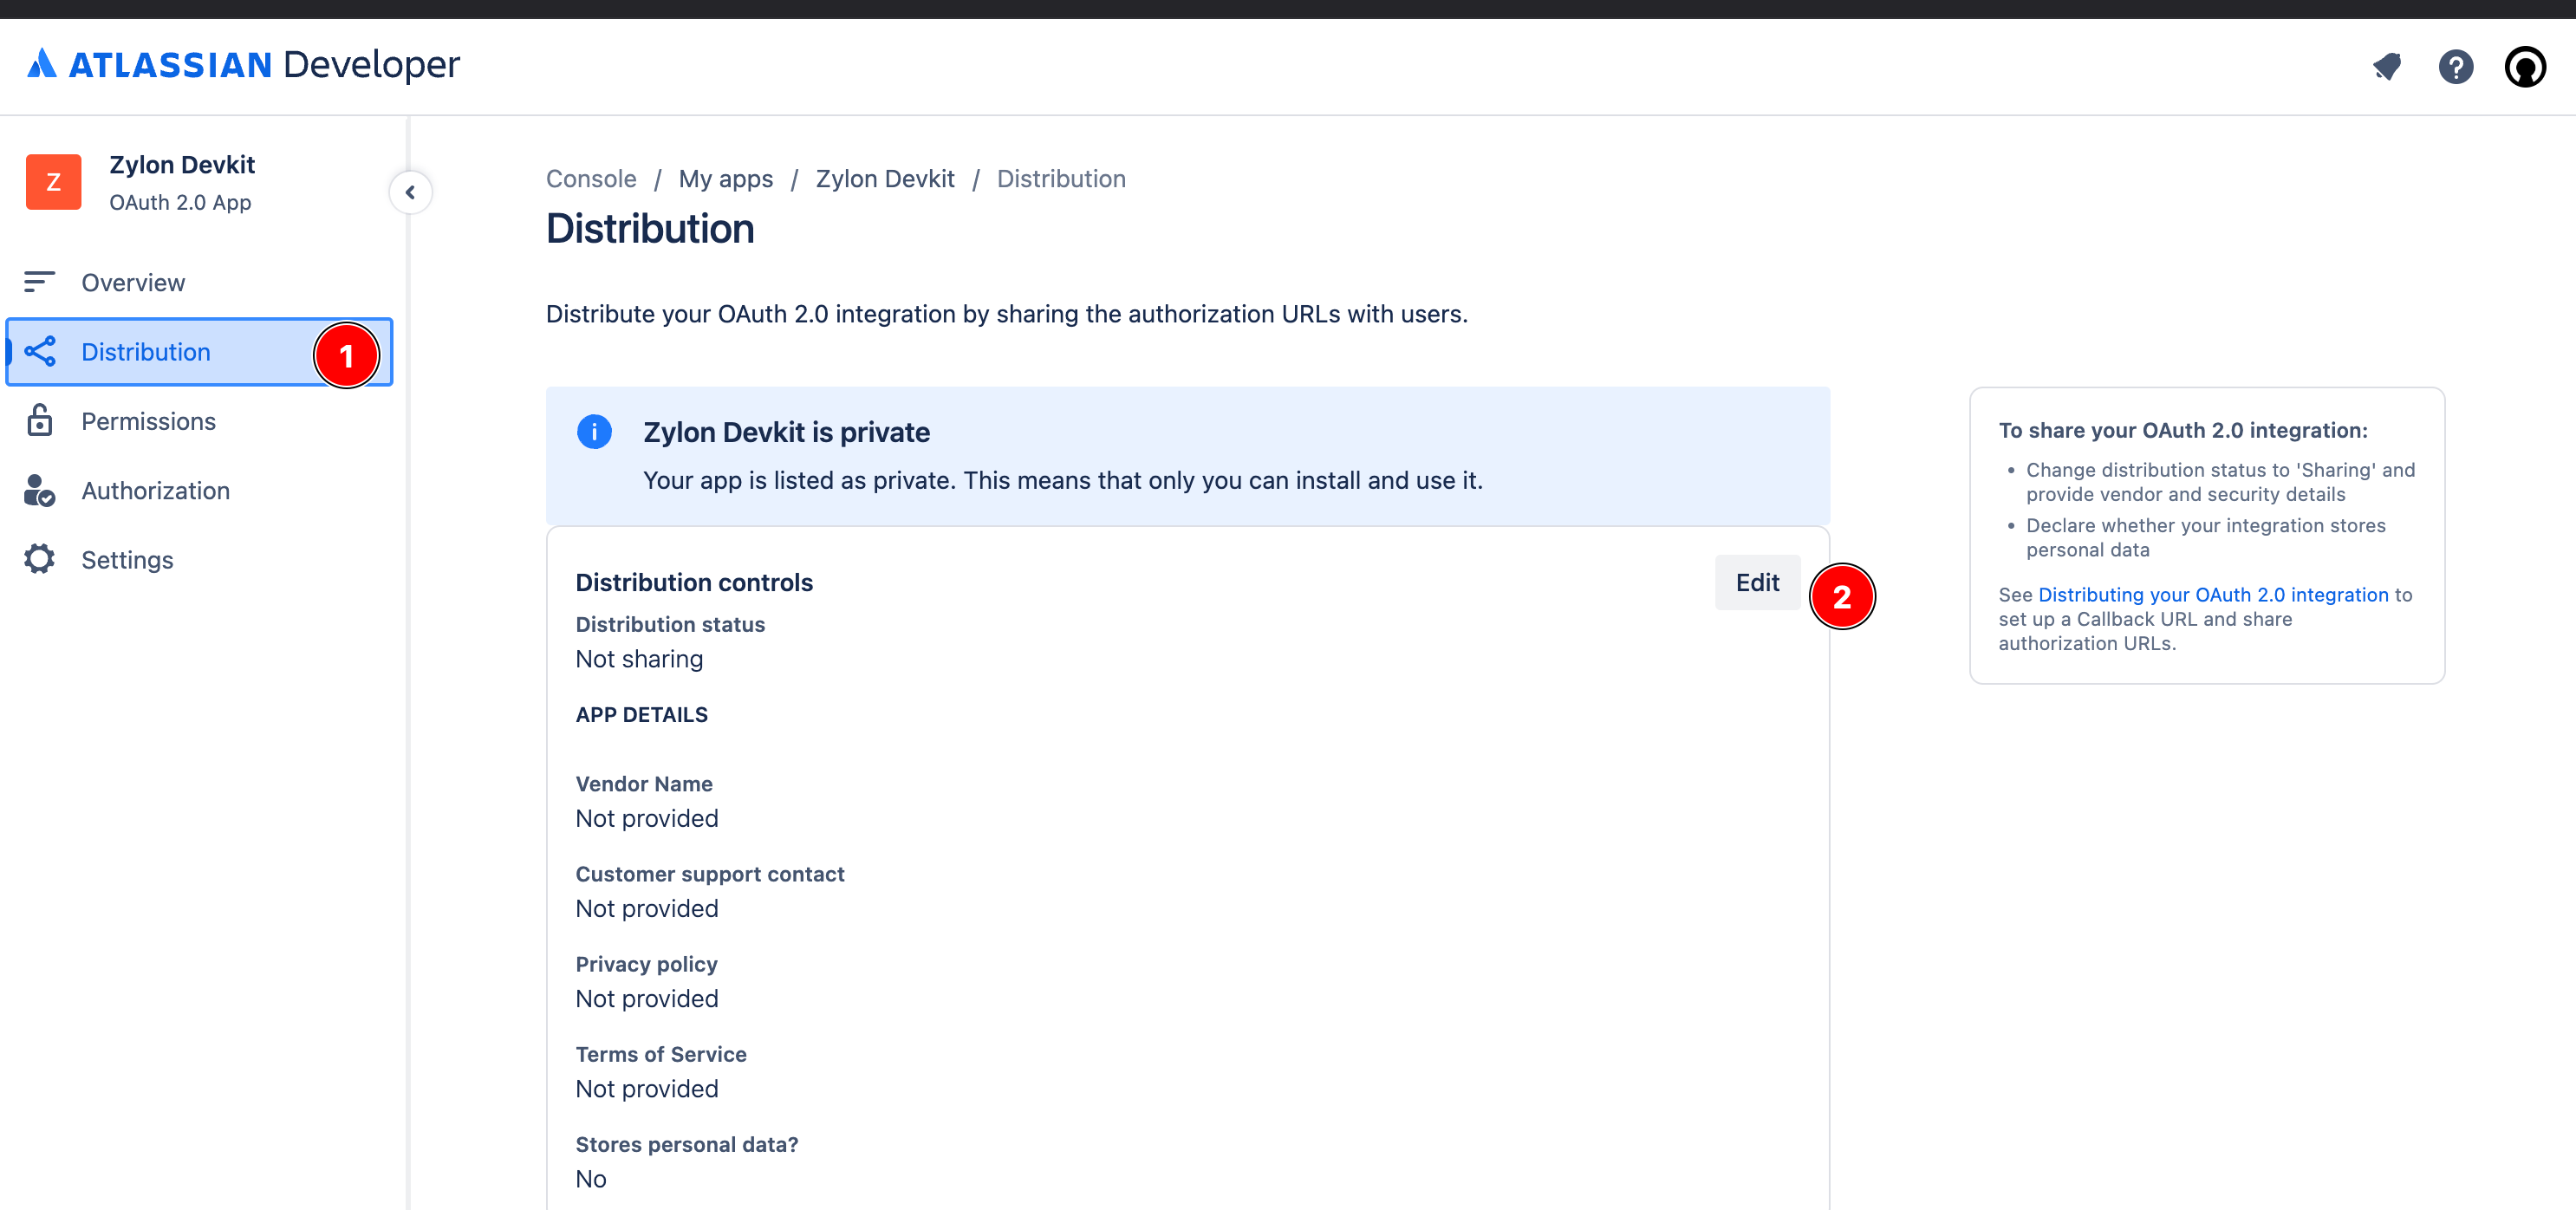 ATLASSIAN Developer
?
Z
Zylon Devkit
OAuth 2.0 App
Overview
Distribution
1
Permissions
Authorization
Settings
Console / My apps / Zylon Devkit / Distribution
Distribution
Distribute your OAuth 2.0 integration by sharing the authorization URLs with users.
i
Zylon Devkit is private
Your app is listed as private. This means that only you can install and use it.
Distribution controls
Edit
2
Distribution status
Not sharing
APP DETAILS
Vendor Name
Not provided
Customer support contact
Not provided
Privacy policy
Not provided
Terms of Service
Not provided
Stores personal data?
No
To share your OAuth 2.0 integration:
• Change distribution status to 'Sharing' and
provide vendor and security details
• Declare whether your integration stores
personal data
See Distributing your OAuth 2.0 integration to
set up a Callback URL and share
authorization URLs.